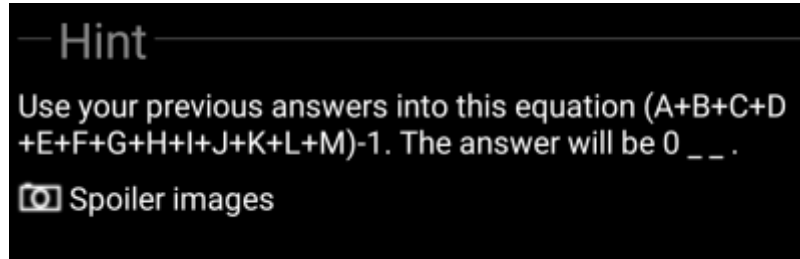 Hint
Use your previous answers into this equation (A+B+C+D
+E+F+G+H+I+J+K+L+M)-1. The answer will be 0 _ _ .
Spoiler images